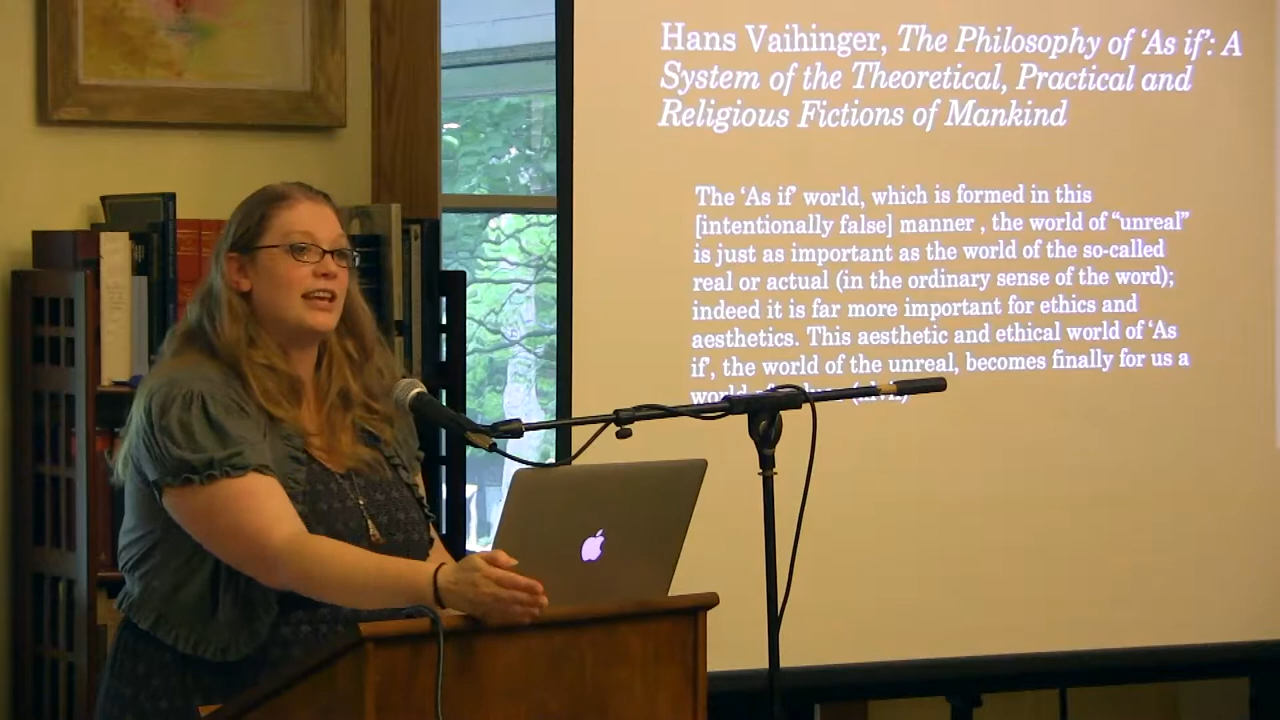 Hans Vaihinger, The Philosophy of 'As if': A
System of the Theoretical, Practical and
Religious Fictions of Mankind
The 'As if' world, which is formed in this
[intentionally false] manner , the world of “unreal”
is just as important as the world of the so-called
real or actual (in the ordinary sense of the word);
indeed it is far more important for ethics and
aesthetics. This aesthetic and ethical world of 'As
if', the world of the unreal, becomes finally for us a
world